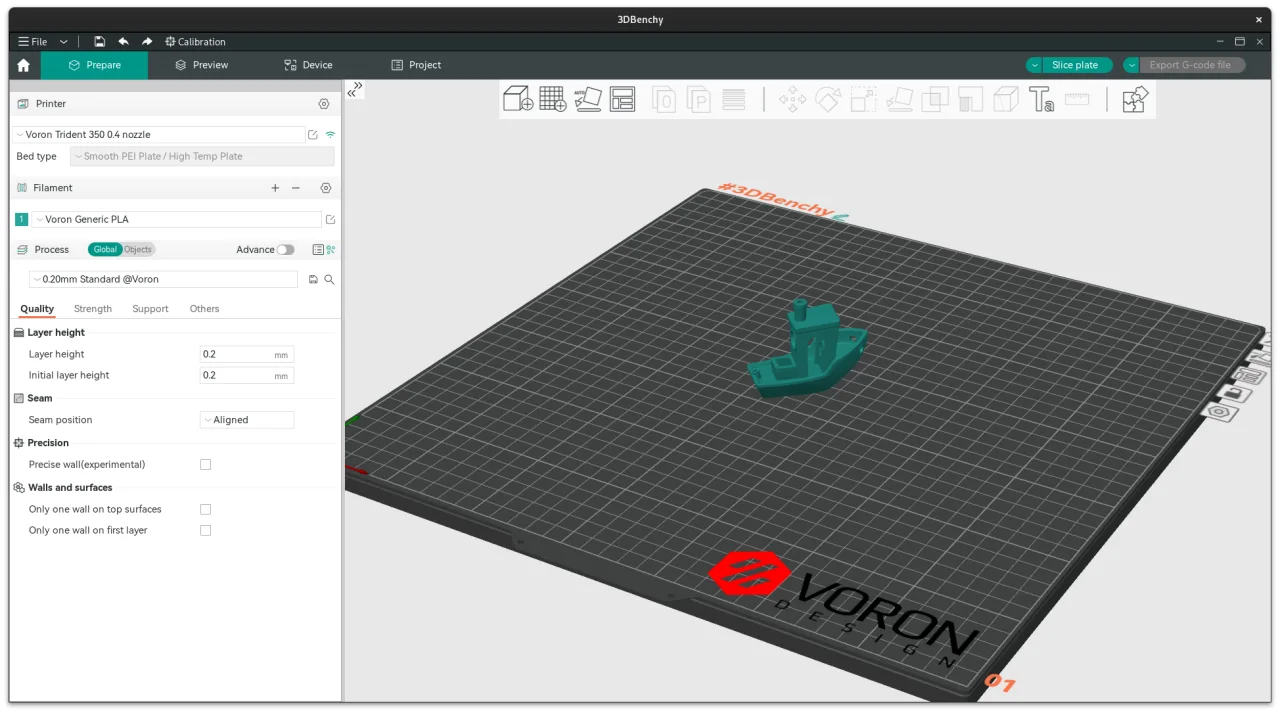 3DBenchy
File
Calibration
Prepare
Preview
Device
Project
Slice plate
Export G-code file
Printer
Voron Trident 350 0.4 nozzle
Bed type
Smooth PEI Plate / High Temp Plate
Filament
1
Voron Generic PLA
Process
Global
Objects
Advance
0.20mm Standard @Voron
Quality
Strength
Support
Others
Layer height
Layer height
0.2
mm
Initial layer height
0.2
mm
Seam
Seam position
Aligned
Precision
Precise wall(experimental)
Walls and surfaces
Only one wall on top surfaces
Only one wall on first layer
AUTO
O
P
Ta
#3DBenchy
VORON
DESIGN
01